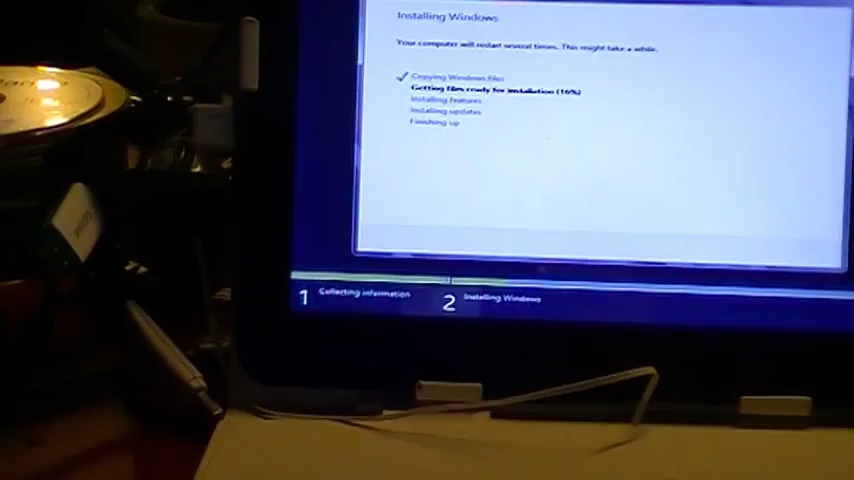 Installing Windows
Your computer will restart several times. This might take a while.
Copying Windows files
Getting files ready for installation (16%)
Installing features
Installing updates
Finishing up
1 Collecting information
2 Installing Windows